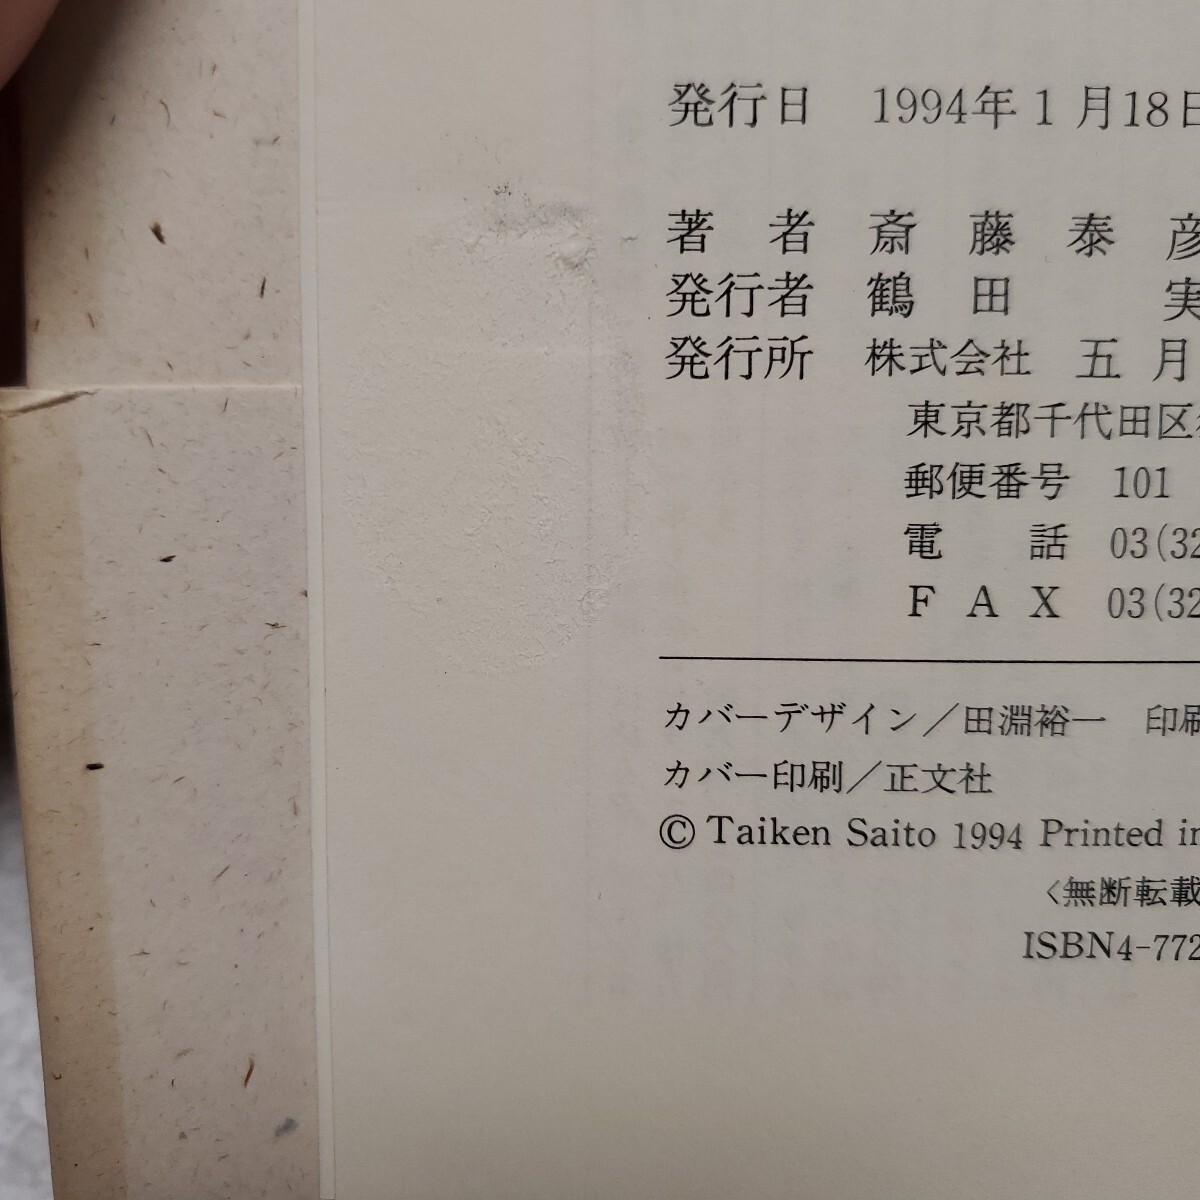 発行日　1994年1月18日
著者　斎藤泰彦
発行者　鶴田　実
発行所　株式会社　五月
東京都千代田区
郵便番号　101
電話　03(32
FAX　03(32
カバーデザイン／田淵裕一　印刷
カバー印刷／正文社
© Taiken Saito 1994 Printed in
<無断転載
ISBN4-772